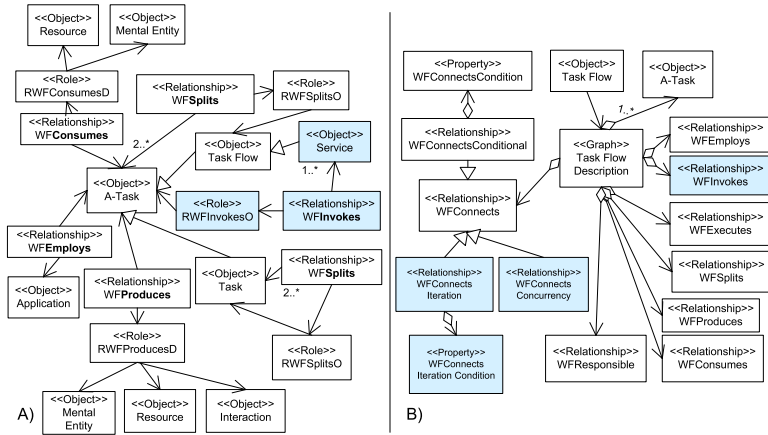 <<Object>>
Resource
<<Object>>
Mental Entity
<<Role>>
RWFConsumesD
<<Relationship>>
WFConsumes
<<Relationship>>
WFSplits
<<Role>>
RWFSplitsO
2..*
<<Object>>
Task Flow
<<Object>>
Service
1..*
<<Object>>
A-Task
<<Role>>
RWFInvokesO
<<Relationship>>
WFInvokes
<<Relationship>>
WFEmploys
<<Object>>
Application
<<Relationship>>
WFProduces
<<Object>>
Task
<<Relationship>>
WFSplits
2..*
<<Role>>
RWFProducesD
<<Role>>
RWFSplitsO
<<Object>>
Mental
Entity
<<Object>>
Resource
<<Object>>
Interaction
A)
<<Property>>
WFConnectsCondition
<<Object>>
Task Flow
<<Object>>
A-Task
1..*
<<Relationship>>
WFConnectsConditional
<<Graph>>
Task Flow
Description
<<Relationship>>
WFEmploys
<<Relationship>>
WFInvokes
<<Relationship>>
WFConnects
<<Relationship>>
WFExecutes
<<Relationship>>
WFConnects
Iteration
<<Relationship>>
WFConnects
Concurrency
<<Relationship>>
WFSplits
<<Relationship>>
WFProduces
<<Property>>
WFConnects
Iteration Condition
<<Relationship>>
WFResponsible
<<Relationship>>
WFConsumes
B)